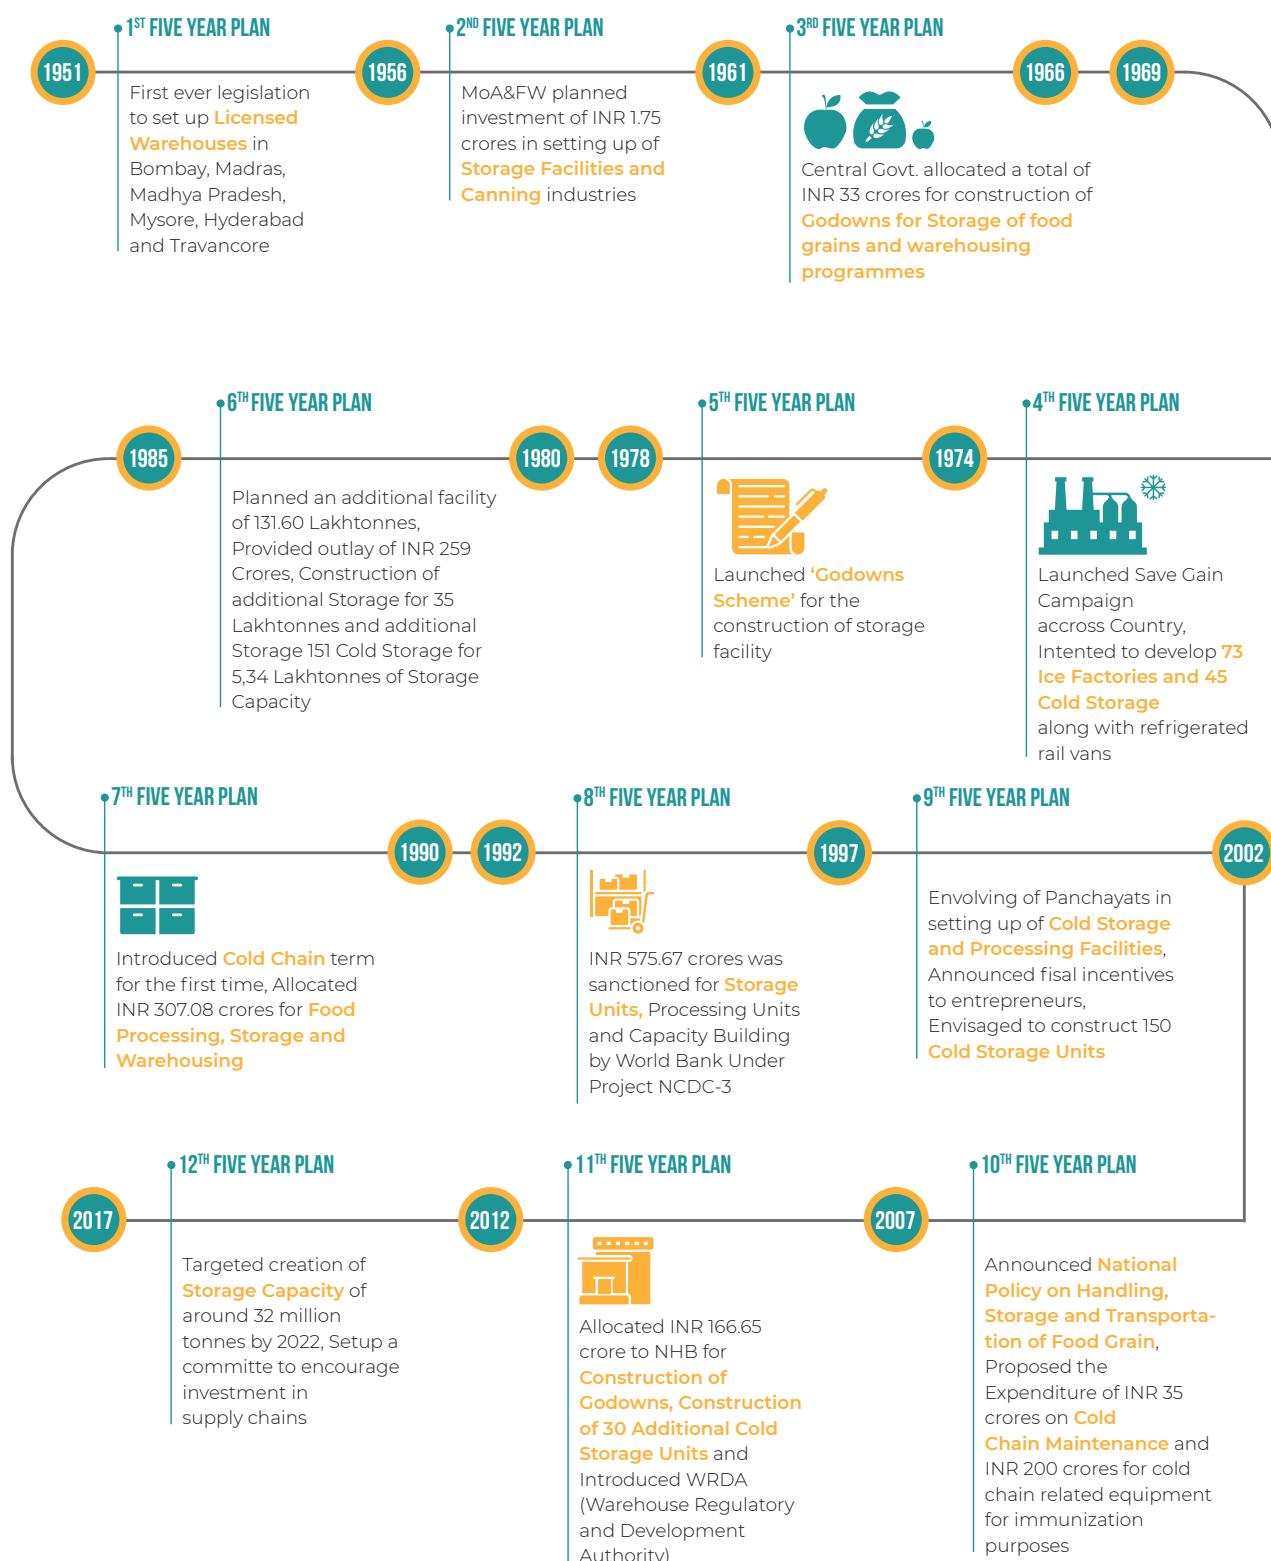 1ST FIVE YEAR PLAN
2ND FIVE YEAR PLAN
3RD FIVE YEAR PLAN
1951
1956
1961
1966
1969
First ever legislation
to set up Licensed
Warehouses in
Bombay, Madras,
Madhya Pradesh,
Mysore, Hyderabad
and Travancore
MoA&FW planned
investment of INR 1.75
crores in setting up of
Storage Facilities and
Canning industries
Central Govt. allocated a total of
INR 33 crores for construction of
Godowns for Storage of food
grains and warehousing
programmes
4TH FIVE YEAR PLAN
Launched Save Gain
Campaign
accross Country,
Intented to develop 73
Ice Factories and 45
Cold Storage
along with refrigerated
rail vans
1974
5TH FIVE YEAR PLAN
Launched ‘Godowns
Scheme’ for the
construction of storage
facility
1978
1980
6TH FIVE YEAR PLAN
Planned an additional facility
of 131.60 Lakhtonnes,
Provided outlay of INR 259
Crores, Construction of
additional Storage for 35
Lakhtonnes and additional
Storage 151 Cold Storage for
5,34 Lakhtonnes of Storage
Capacity
1985
7TH FIVE YEAR PLAN
Introduced Cold Chain term
for the first time, Allocated
INR 307.08 crores for Food
Processing, Storage and
Warehousing
1990
1992
8TH FIVE YEAR PLAN
INR 575.67 crores was
sanctioned for Storage
Units, Processing Units
and Capacity Building
by World Bank Under
Project NCDC-3
1997
9TH FIVE YEAR PLAN
Envolving of Panchayats in
setting up of Cold Storage
and Processing Facilities,
Announced fisal incentives
to entrepreneurs,
Envisaged to construct 150
Cold Storage Units
2002
10TH FIVE YEAR PLAN
Announced National
Policy on Handling,
Storage and Transporta-
tion of Food Grain,
Proposed the
Expenditure of INR 35
crores on Cold
Chain Maintenance and
INR 200 crores for cold
chain related equipment
for immunization
purposes
2007
11TH FIVE YEAR PLAN
Allocated INR 166.65
crore to NHB for
Construction of
Godowns, Construction
of 30 Additional Cold
Storage Units and
Introduced WRDA
(Warehouse Regulatory
and Development
Authority)
2012
12TH FIVE YEAR PLAN
Targeted creation of
Storage Capacity of
around 32 million
tonnes by 2022, Setup a
committe to encourage
investment in
supply chains
2017